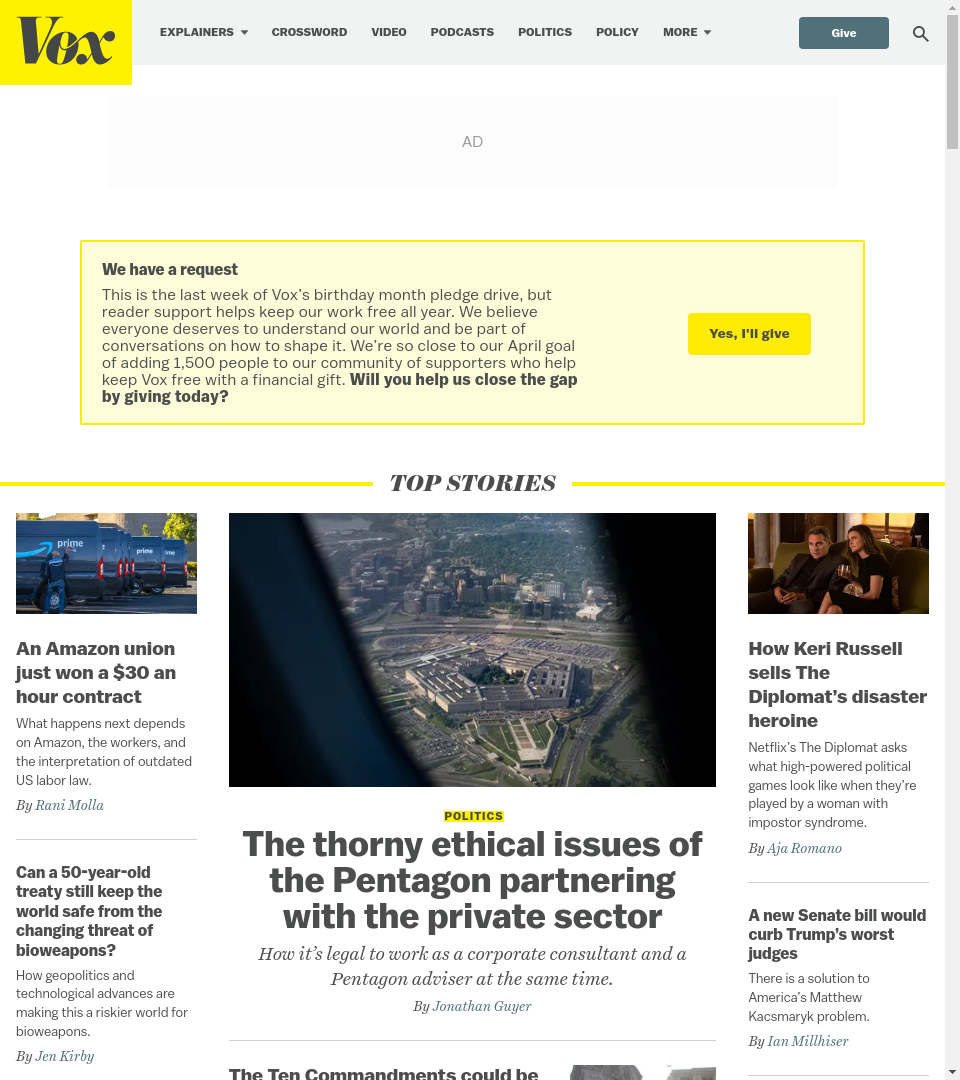 Vox
EXPLAINERS
CROSSWORD
VIDEO
PODCASTS
POLITICS
POLICY
MORE
Give
AD
We have a request
This is the last week of Vox’s birthday month pledge drive, but
reader support helps keep our work free all year. We believe
everyone deserves to understand our world and be part of
conversations on how to shape it. We’re so close to our April goal
of adding 1,500 people to our community of supporters who help
keep Vox free with a financial gift. Will you help us close the gap
by giving today?
Yes, I'll give
TOP STORIES
prime
prime
An Amazon union
just won a $30 an
hour contract
What happens next depends
on Amazon, the workers, and
the interpretation of outdated
US labor law.
By Rani Molla
Can a 50-year-old
treaty still keep the
world safe from the
changing threat of
bioweapons?
How geopolitics and
technological advances are
making this a riskier world for
bioweapons.
By Jen Kirby
POLITICS
The thorny ethical issues of
the Pentagon partnering
with the private sector
How it’s legal to work as a corporate consultant and a
Pentagon adviser at the same time.
By Jonathan Guyer
The Ten Commandments could be
How Keri Russell
sells The
Diplomat’s disaster
heroine
Netflix’s The Diplomat asks
what high-powered political
games look like when they’re
played by a woman with
impostor syndrome.
By Aja Romano
A new Senate bill would
curb Trump’s worst
judges
There is a solution to
America’s Matthew
Kacsmaryk problem.
By Ian Millhiser